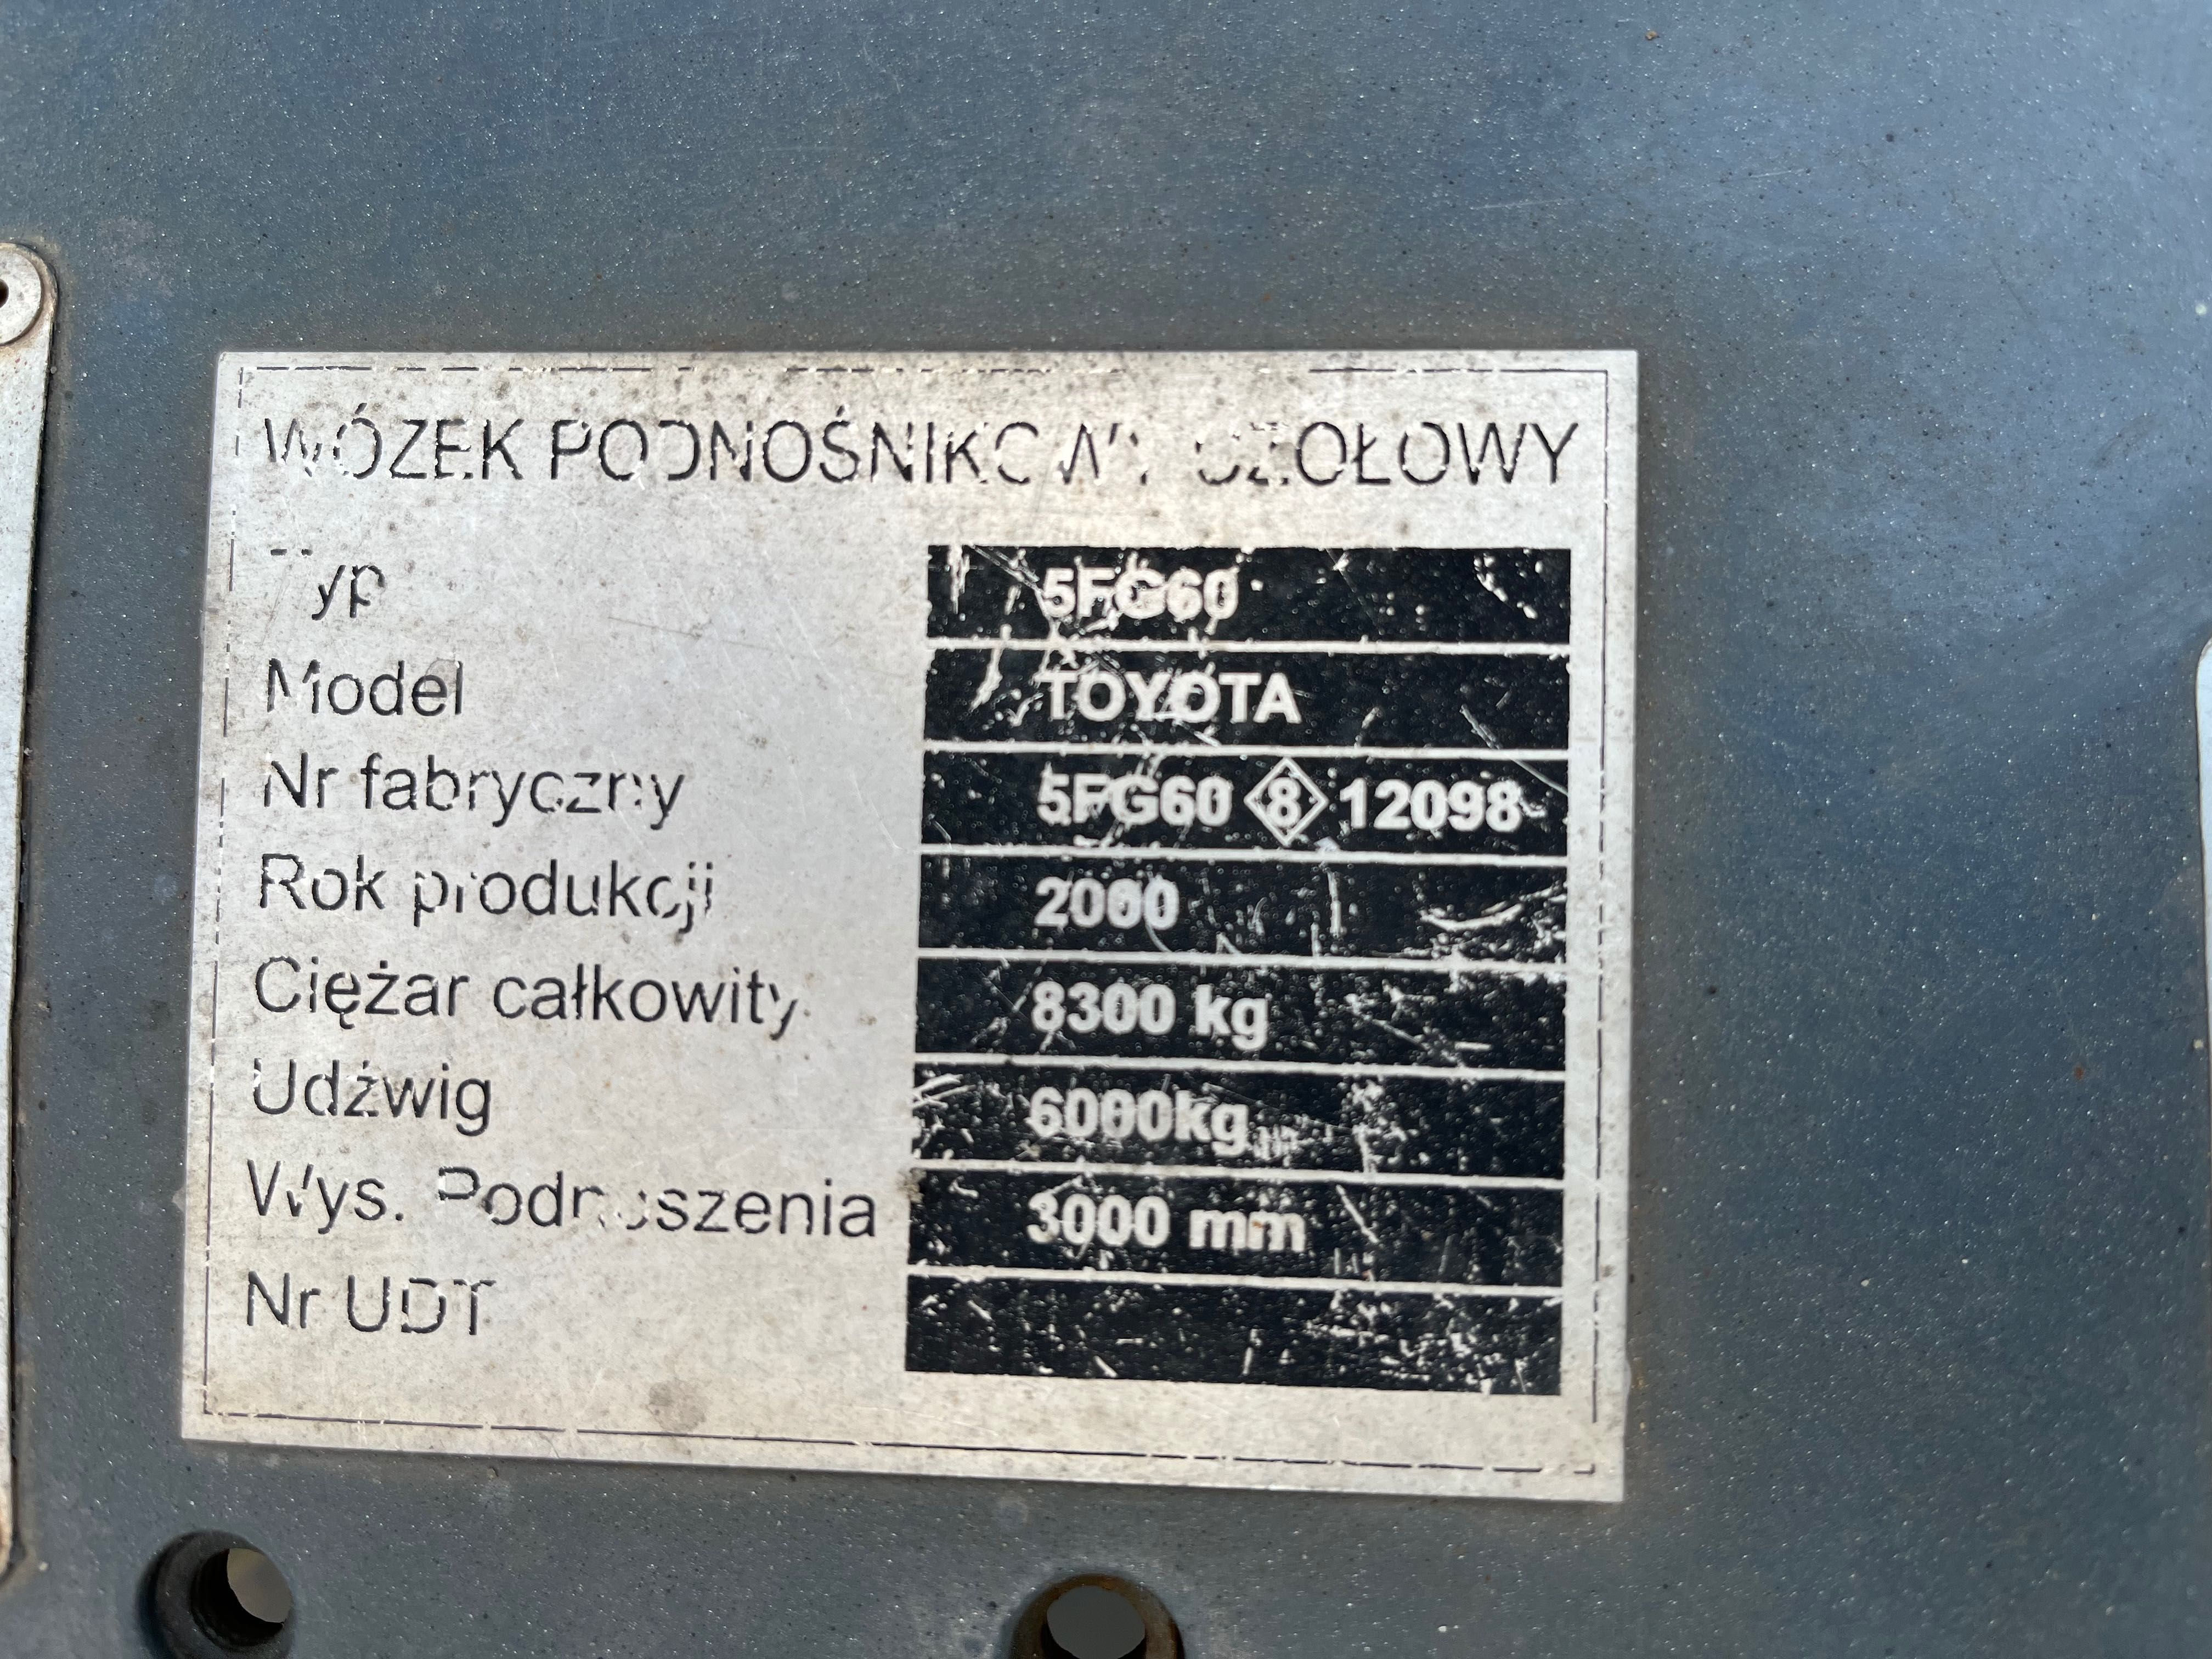 WÓZEK PODNOŚNIKOWY CZOŁOWY
Typ 5FG60
Model TOYOTA
Nr fabryczny 5FG60 8 12098
Rok produkcji 2000
Ciężar całkowity 8300 kg
Udźwig 6000kg
Wys. Podnoszenia 3000 mm
Nr UDT